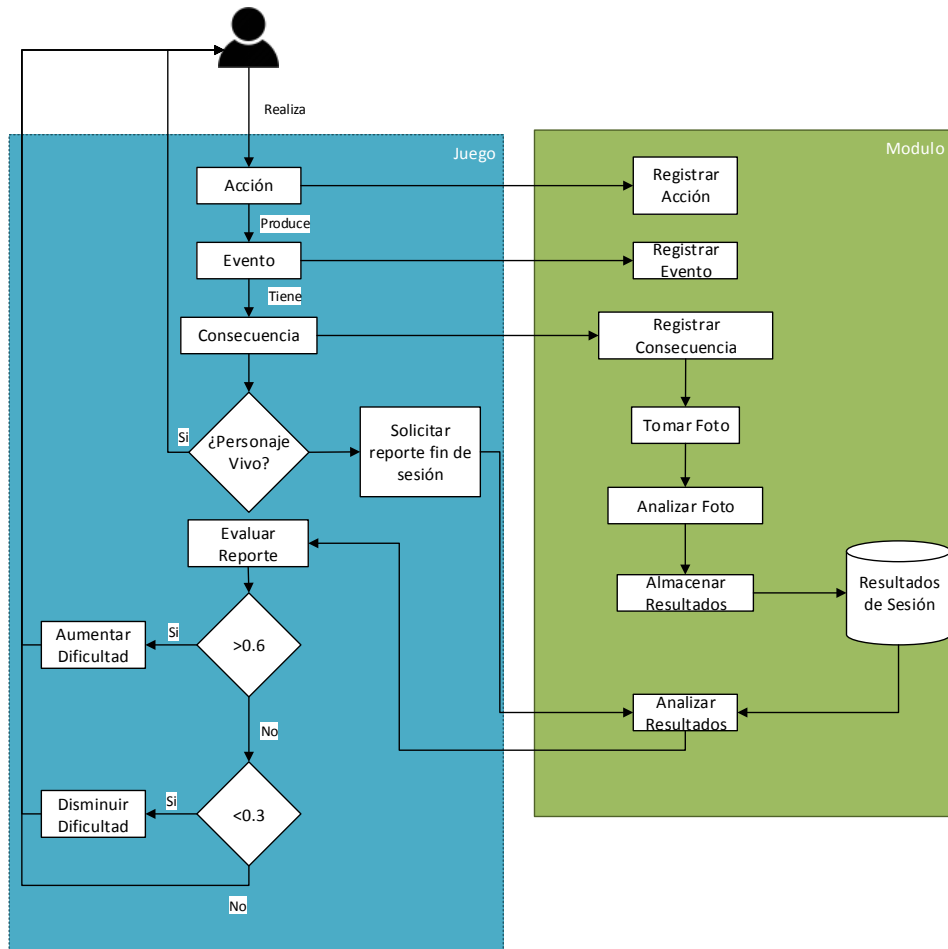 Realiza
Juego
Modulo
Acción
Registrar
Acción
Produce
Evento
Registrar
Evento
Tiene
Consecuencia
Registrar
Consecuencia
Si
¿Personaje
Vivo?
Solicitar
reporte fin de
sesión
Tomar Foto
Analizar Foto
Evaluar
Reporte
Almacenar
Resultados
Resultados
de Sesión
Aumentar
Dificultad
Si
>0.6
Analizar
Resultados
No
Disminuir
Dificultad
Si
<0.3
No